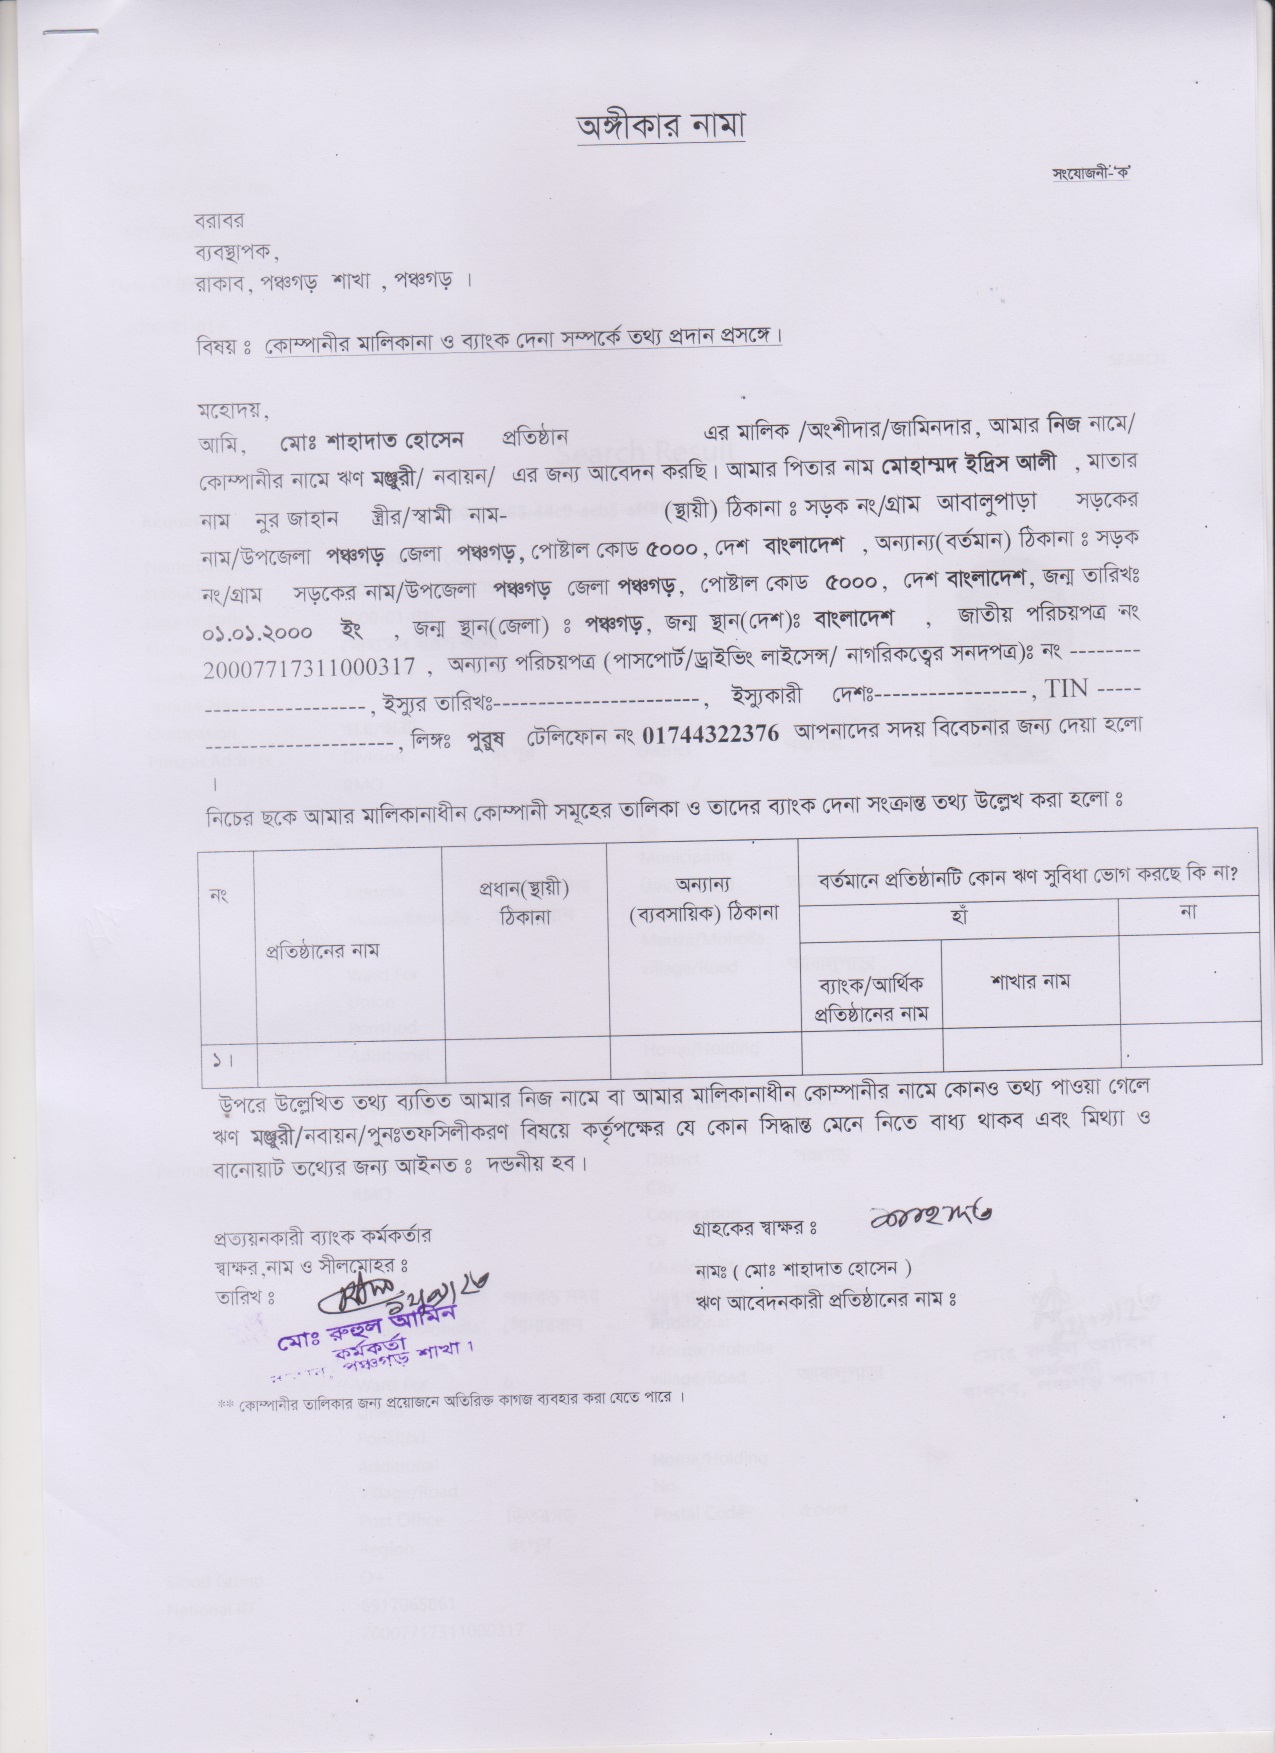 অঙ্গীকার নামা
সংযোজনী-'ক'
বরাবর
ব্যবস্থাপক,
রাকাব, পঞ্চগড় শাখা , পঞ্চগড় ।
বিষয় ঃ কোম্পানীর মালিকানা ও ব্যাংক দেনা সম্পর্কে তথ্য প্রদান প্রসঙ্গে ।
মহোদয়,
আমি, মোঃ শাহাদাত হোসেন প্রতিষ্ঠান এর মালিক /অংশীদার/জামিনদার, আমার নিজ নামে/
কোম্পানীর নামে ঋণ মঞ্জুরী/ নবায়ন/ এর জন্য আবেদন করছি। আমার পিতার নাম মোহাম্মদ ইদ্রিস আলী , মাতার
নাম নুর জাহান স্ত্রীর/স্বামী নাম- (স্থায়ী) ঠিকানা ঃ সড়ক নং/গ্রাম আবালুপাড়া সড়কের
নাম/উপজেলা পঞ্চগড় জেলা পঞ্চগড়, পোষ্টাল কোড ৫০০০, দেশ বাংলাদেশ , অন্যান্য(বর্তমান) ঠিকানা ঃ সড়ক
নং/গ্রাম সড়কের নাম/উপজেলা পঞ্চগড় জেলা পঞ্চগড়, পোষ্টাল কোড ৫০০০, দেশ বাংলাদেশ, জন্ম তারিখঃ
০১.০১.২০০০ ইং , জন্ম স্থান(জেলা) ঃ পঞ্চগড়, জন্ম স্থান(দেশ)ঃ বাংলাদেশ , জাতীয় পরিচয়পত্র নং
20007717311000317 , অন্যান্য পরিচয়পত্র (পাসপোর্ট/ড্রাইভিং লাইসেন্স/ নাগরিকত্বের সনদপত্র)ঃ নং --------
------------------, ইস্যুর তারিখঃ-----------------------, ইস্যুকারী দেশঃ-----------------, TIN -----
---------------------, লিঙ্গঃ পুরুষ টেলিফোন নং 01744322376 আপনাদের সদয় বিবেচনার জন্য দেয়া হলো
।
নিচের ছকে আমার মালিকানাধীন কোম্পানী সমূহের তালিকা ও তাদের ব্যাংক দেনা সংক্রান্ত তথ্য উল্লেখ করা হলো ঃ
নং
প্রতিষ্ঠানের নাম
প্রধান(স্থায়ী)
ঠিকানা
অন্যান্য
(ব্যবসায়িক) ঠিকানা
বর্তমানে প্রতিষ্ঠানটি কোন ঋণ সুবিধা ভোগ করছে কি না?
হাঁ
না
ব্যাংক/আর্থিক
প্রতিষ্ঠানের নাম
শাখার নাম
১।
উপরে উল্লেখিত তথ্য ব্যতিত আমার নিজ নামে বা আমার মালিকানাধীন কোম্পানীর নামে কোনও তথ্য পাওয়া গেলে
ঋণ মঞ্জুরী/নবায়ন/পুনঃতফসিলীকরণ বিষয়ে কর্তৃপক্ষের যে কোন সিদ্ধান্ত মেনে নিতে বাধ্য থাকব এবং মিথ্যা ও
বানোয়াট তথ্যের জন্য আইনত ঃ দন্ডনীয় হব ।
প্রত্যয়নকারী ব্যাংক কর্মকর্তার
স্বাক্ষর,নাম ও সীলমোহর ঃ
তারিখ ঃ
মোঃ রুহুল আমিন
কর্মকর্তা
পঞ্চগড় শাখা ।
গ্রাহকের স্বাক্ষর ঃ
নামঃ ( মোঃ শাহাদাত হোসেন )
ঋণ আবেদনকারী প্রতিষ্ঠানের নাম ঃ
** কোম্পানীর তালিকার জন্য প্রয়োজনে অতিরিক্ত কাগজ ব্যবহার করা যেতে পারে ।